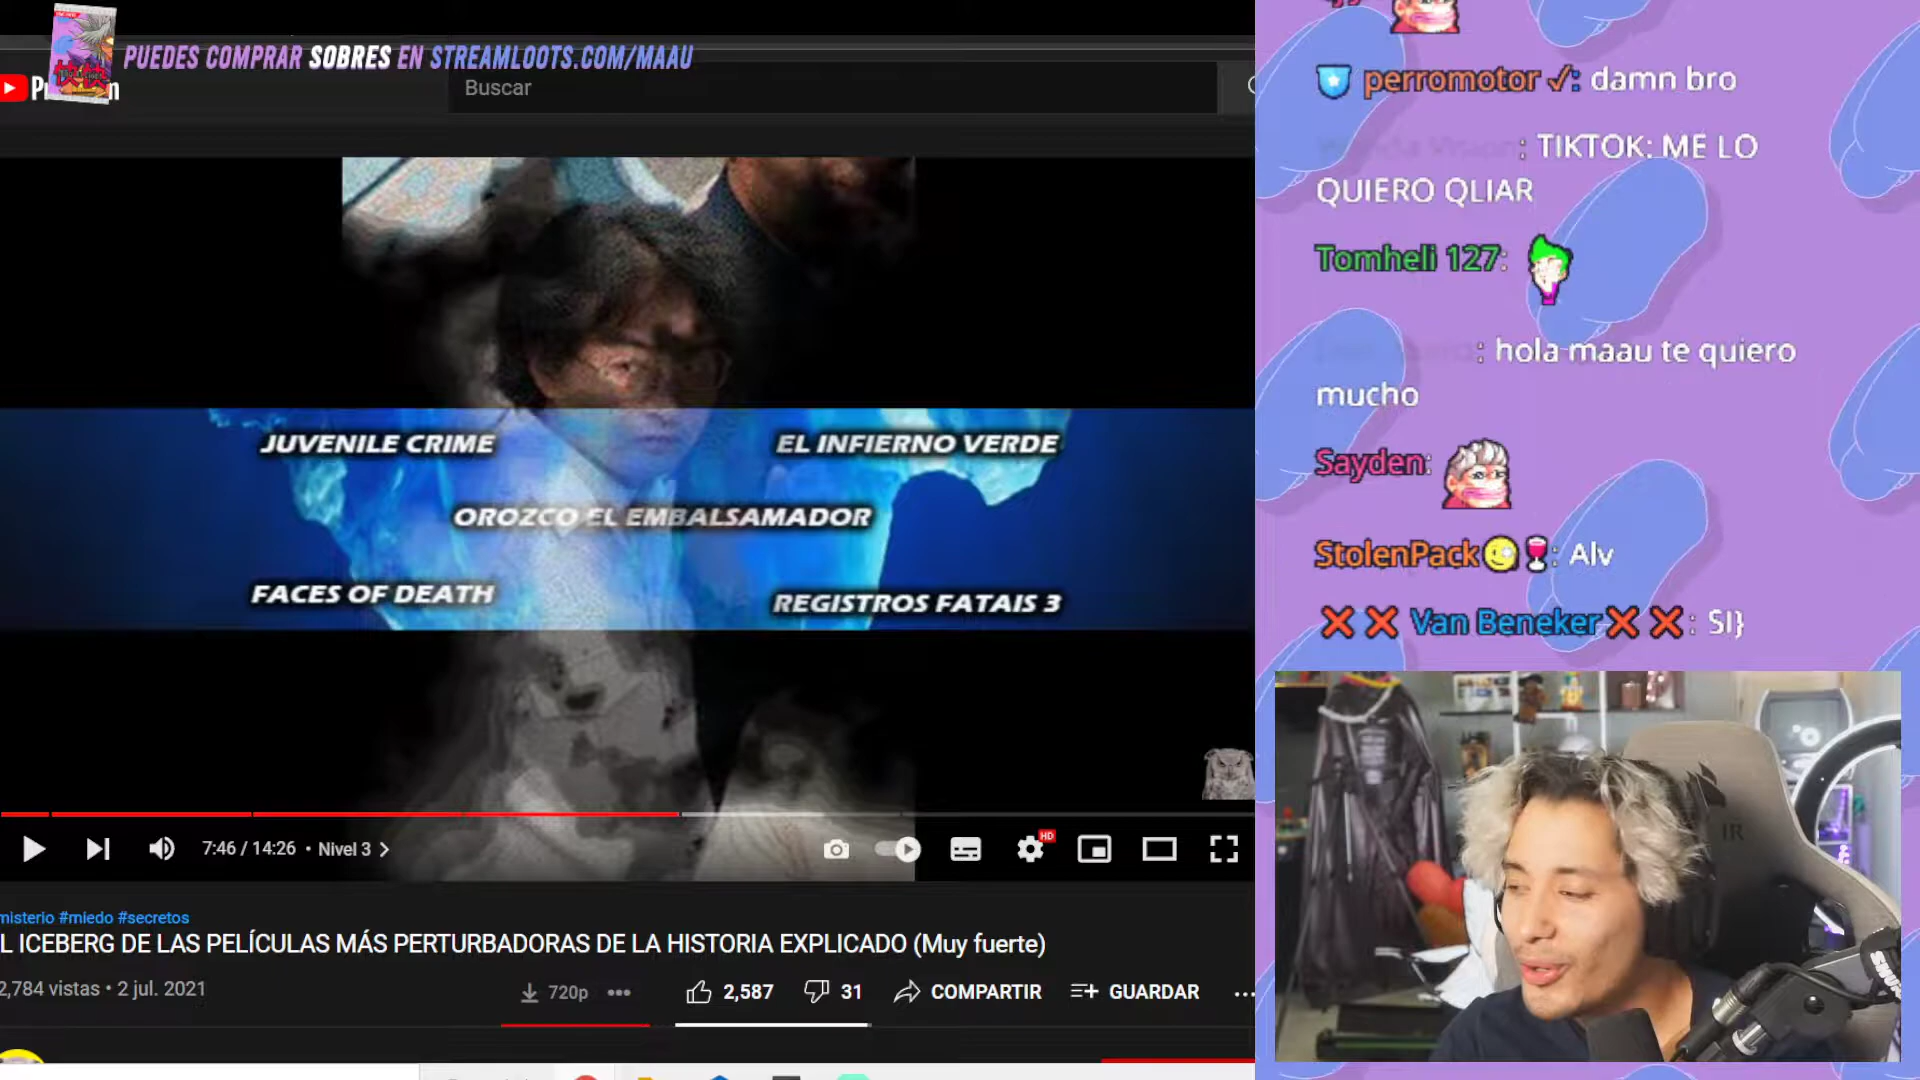 PUEDES COMPRAR SOBRES EN STREAMLOOTS.COM/MAAU
Buscar
JUVENILE CRIME
EL INFIERNO VERDE
OROZCO EL EMBALSAMADOR
FACES OF DEATH
REGISTROS FATAIS 3
7:46 / 14:26 • Nivel 3
HD
misterio #miedo #secretos
L ICEBERG DE LAS PELÍCULAS MÁS PERTURBADORAS DE LA HISTORIA EXPLICADO (Muy fuerte)
2,784 vistas • 2 jul. 2021
720p
2,587
31
COMPARTIR
GUARDAR
perromotor ✓: damn bro
: TIKTOK: ME LO
QUIERO QLIAR
Tomheli 127:
: hola maau te quiero
mucho
Sayden:
StolenPack: Alv
Van Beneker: SI}